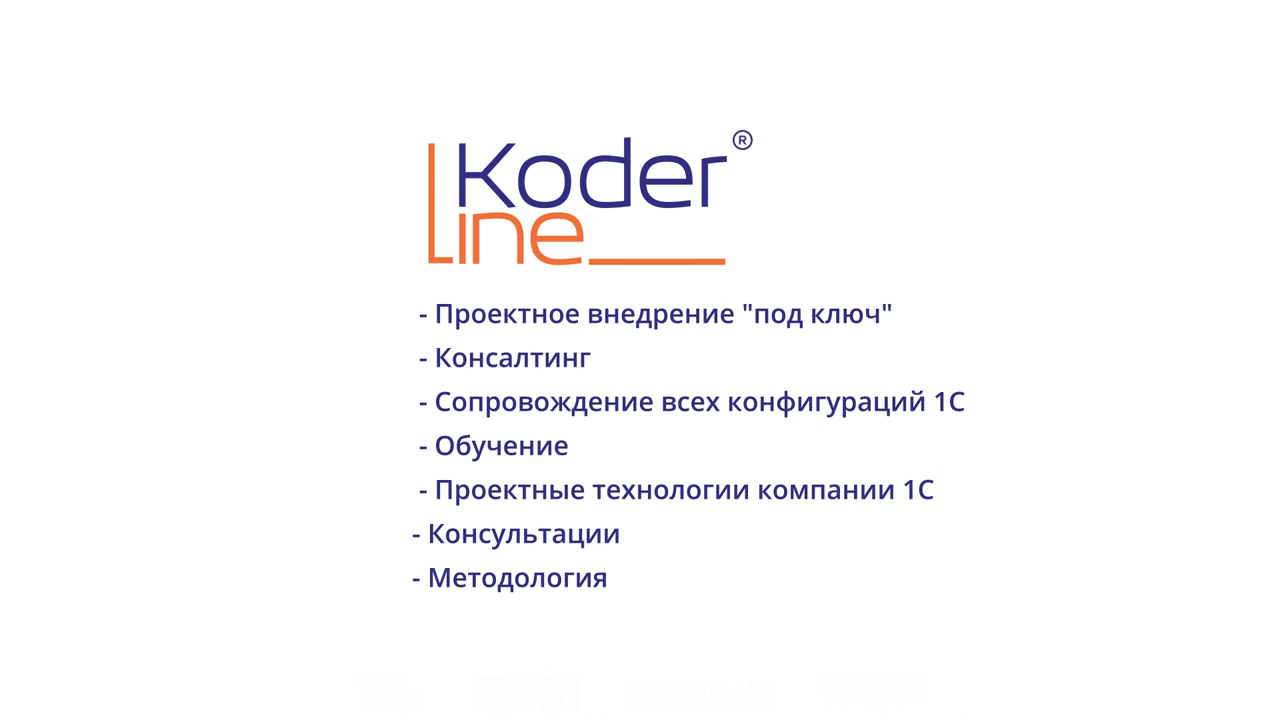 Koder®
Line
- Проектное внедрение "под ключ"
- Консалтинг
- Сопровождение всех конфигураций 1С
- Обучение
- Проектные технологии компании 1С
- Консультации
- Методология